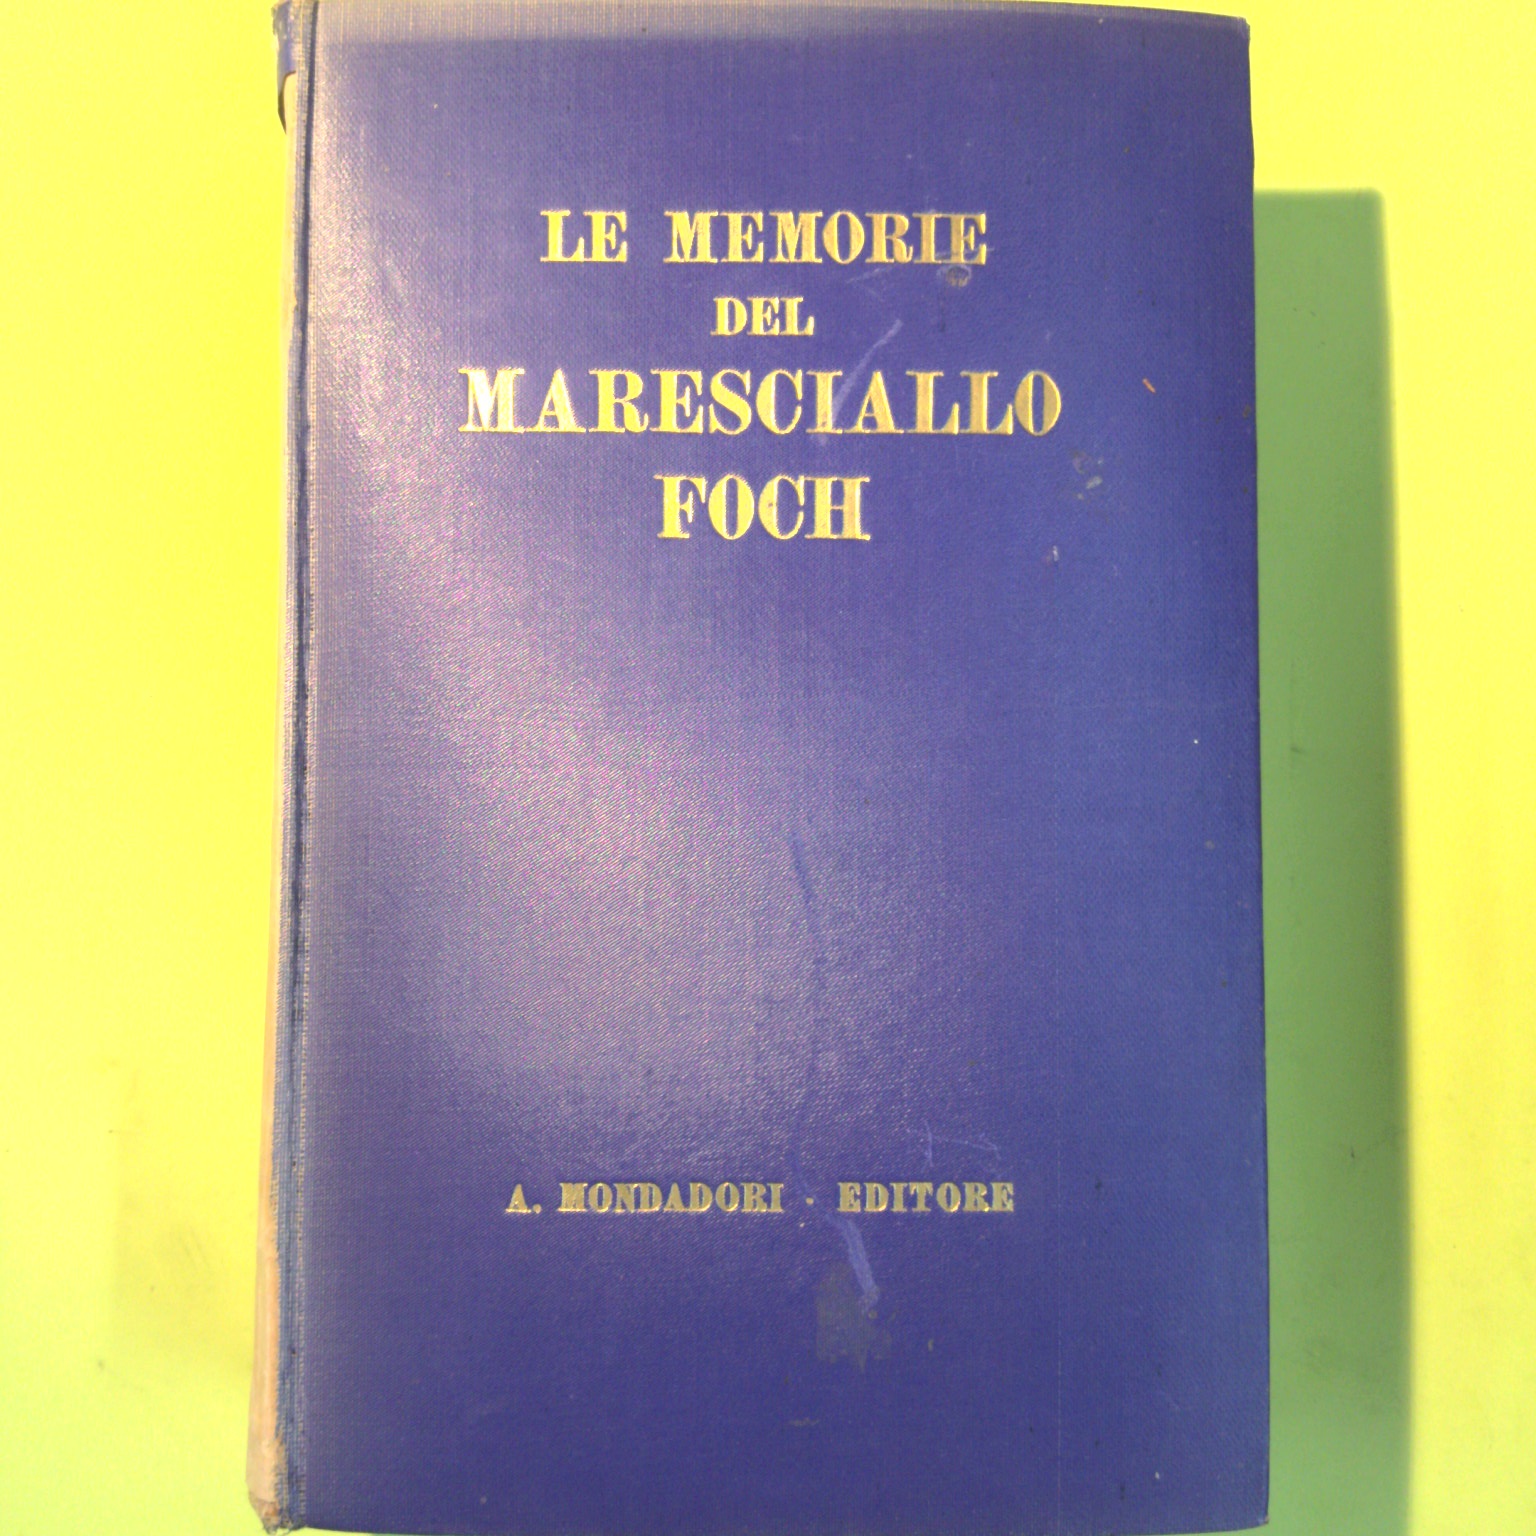 LE MEMORIE
DEL
MARESCIALLO
FOCH
A. MONDADORI · EDITORE